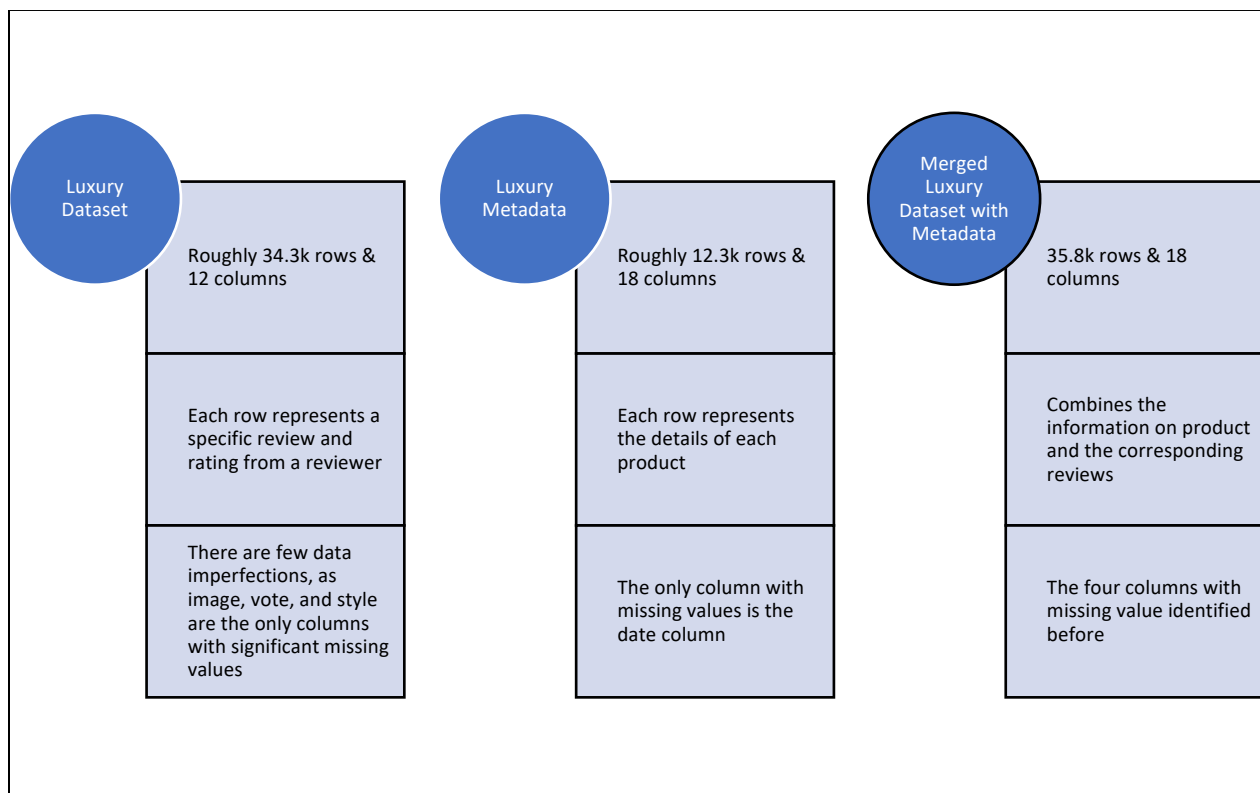 Luxury
Dataset
Roughly 34.3k rows &
12 columns
Each row represents a
specific review and
rating from a reviewer
There are few data
imperfections, as
image, vote, and style
are the only columns
with significant missing
values
Luxury
Metadata
Roughly 12.3k rows &
18 columns
Each row represents
the details of each
product
The only column with
missing values is the
date column
Merged
Luxury
Dataset with
Metadata
35.8k rows & 18
columns
Combines the
information on product
and the corresponding
reviews
The four columns with
missing value identified
before